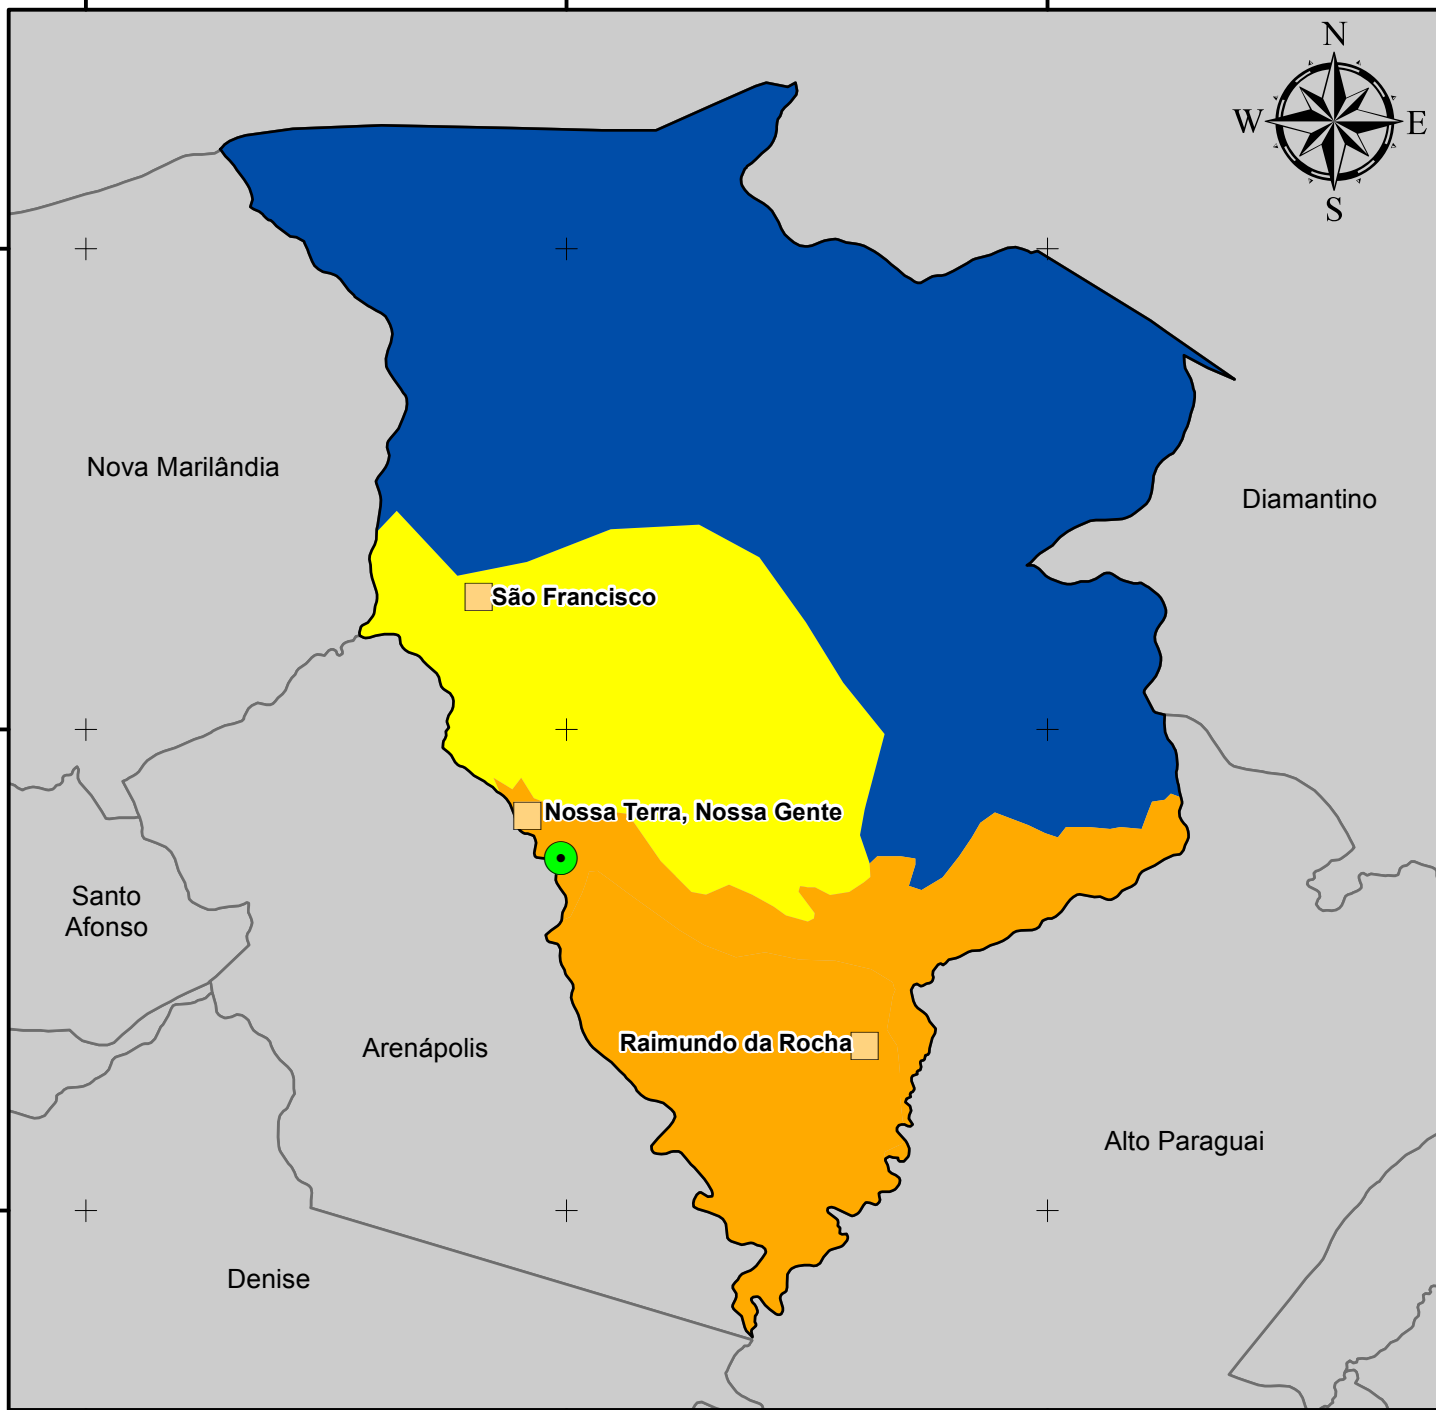 N
W
E
S
Nova Marilândia
Diamantino
São Francisco
Nossa Terra, Nossa Gente
Santo
Afonso
Arenápolis
Raimundo da Rocha
Alto Paraguai
Denise